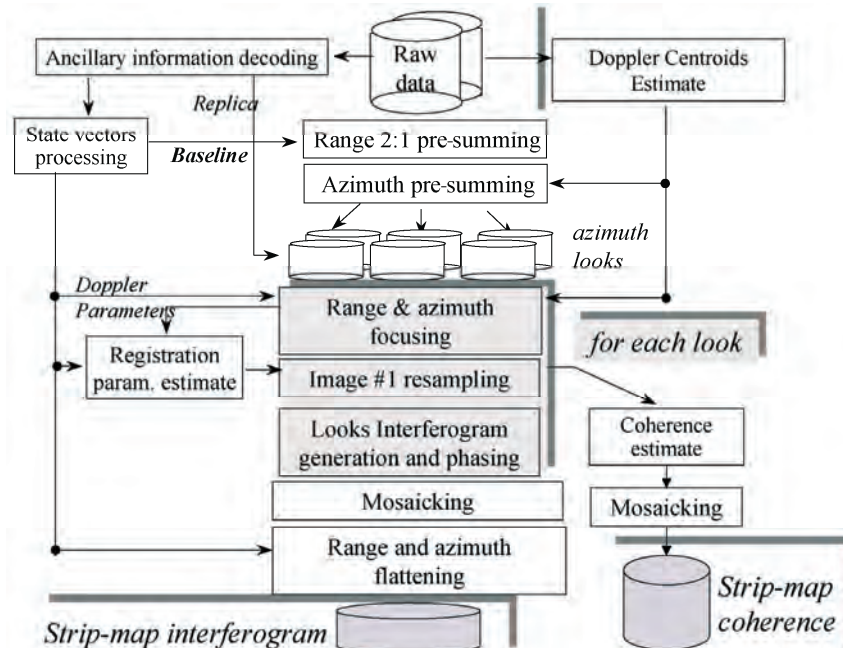 Ancillary information decoding
Raw
data
Doppler Centroids
Estimate
Replica
State vectors
processing
Baseline
Range 2:1 pre-summing
Azimuth pre-summing
azimuth
looks
Doppler
Parameters
Range & azimuth
focusing
for each look
Registration
param. estimate
Image #1 resampling
Looks Interferogram
generation and phasing
Coherence
estimate
Mosaicking
Mosaicking
Range and azimuth
flattening
Strip-map
coherence
Strip-map interferogram